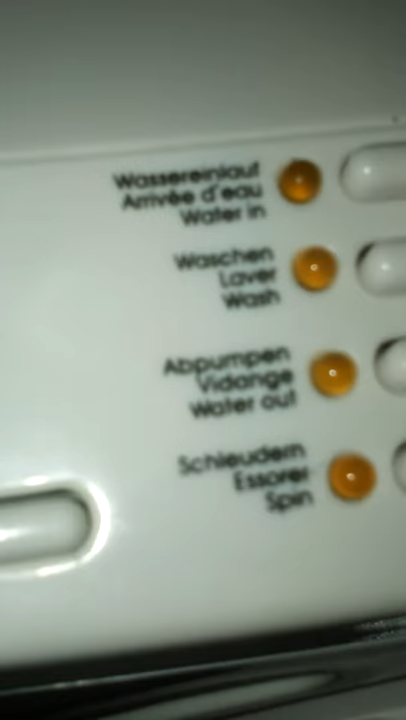 Wassereinlauf
Arrivée d'eau
Water in
Waschen
Laver
Wash
Abpumpen
Vidange
Water out
Schleudern
Essorer
Spin